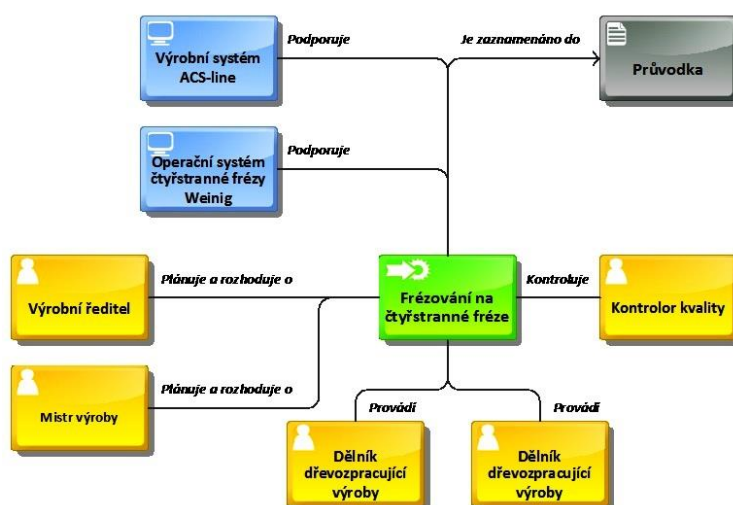 Výrobní systém
ACS-line
Podporuje
Je zaznamenáno do
Průvodka
Operační systém
čtyřstranné frézy
Weinig
Podporuje
Výrobní ředitel
Plánuje a rozhoduje o
Frézování na
čtyřstranné fréze
Kontroluje
Kontrolor kvality
Mistr výroby
Plánuje a rozhoduje o
Provádí
Provádí
Dělník
dřevozpracující
výroby
Dělník
dřevozpracující
výroby